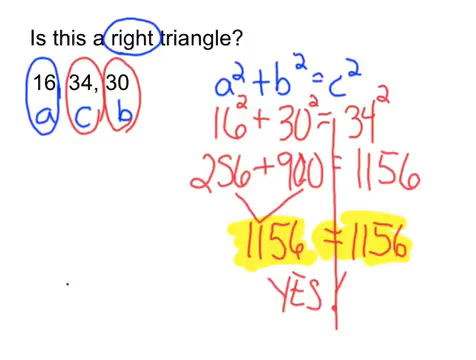 Is this a right triangle?
16, 34, 30
a c b
a² + b² = c²
16² + 30² = 34²
256 + 900 = 1156
1156 = 1156
YES!